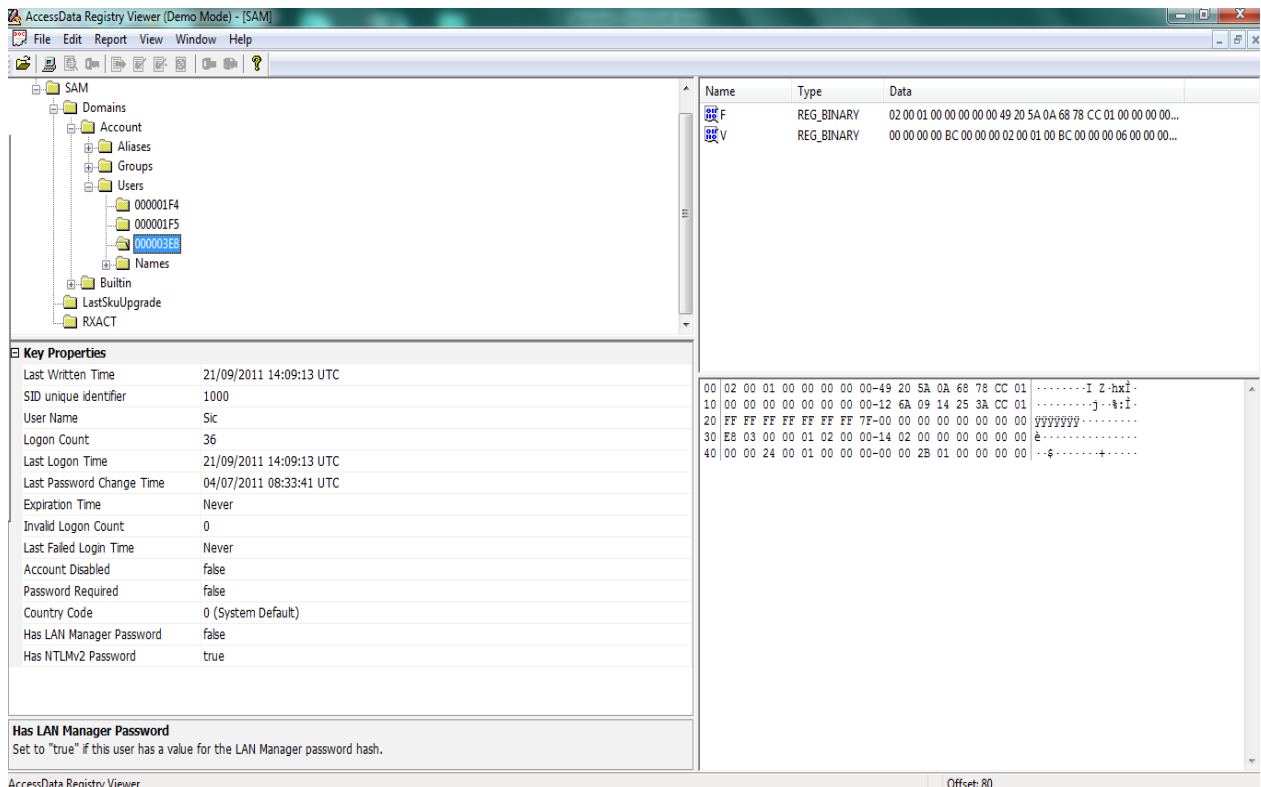 AccessData Registry Viewer (Demo Mode) - [SAM]
File Edit Report View Window Help
SAM
Domains
Account
Aliases
Groups
Users
000001F4
000001F5
000003E8
Names
Builtin
LastSkuUpgrade
RXACT
Name Type Data
F REG_BINARY 02 00 01 00 00 00 00 00 49 20 5A 0A 68 78 CC 01 00 00 00 00...
V REG_BINARY 00 00 00 00 BC 00 00 00 02 00 01 00 BC 00 00 00 06 00 00 00...
Key Properties
Last Written Time 21/09/2011 14:09:13 UTC
SID unique identifier 1000
User Name Sic
Logon Count 36
Last Logon Time 21/09/2011 14:09:13 UTC
Last Password Change Time 04/07/2011 08:33:41 UTC
Expiration Time Never
Invalid Logon Count 0
Last Failed Login Time Never
Account Disabled false
Password Required false
Country Code 0 (System Default)
Has LAN Manager Password false
Has NTLMv2 Password true
Has LAN Manager Password
Set to "true" if this user has a value for the LAN Manager password hash.
00 02 00 01 00 00 00 00 00-49 20 5A 0A 68 78 CC 01 ········I Z·hxÌ·
10 00 00 00 00 00 00 00 00-12 6A 09 14 25 3A CC 01 ·········j··%:Ì·
20 FF FF FF FF FF FF FF 7F-00 00 00 00 00 00 00 00 ÿÿÿÿÿÿÿ·········
30 E8 03 00 00 01 02 00 00-14 02 00 00 00 00 00 00 è···············
40 00 00 24 00 01 00 00 00-00 00 2B 01 00 00 00 00 ··$·······+·····
AccessData Registry Viewer Offset: 80